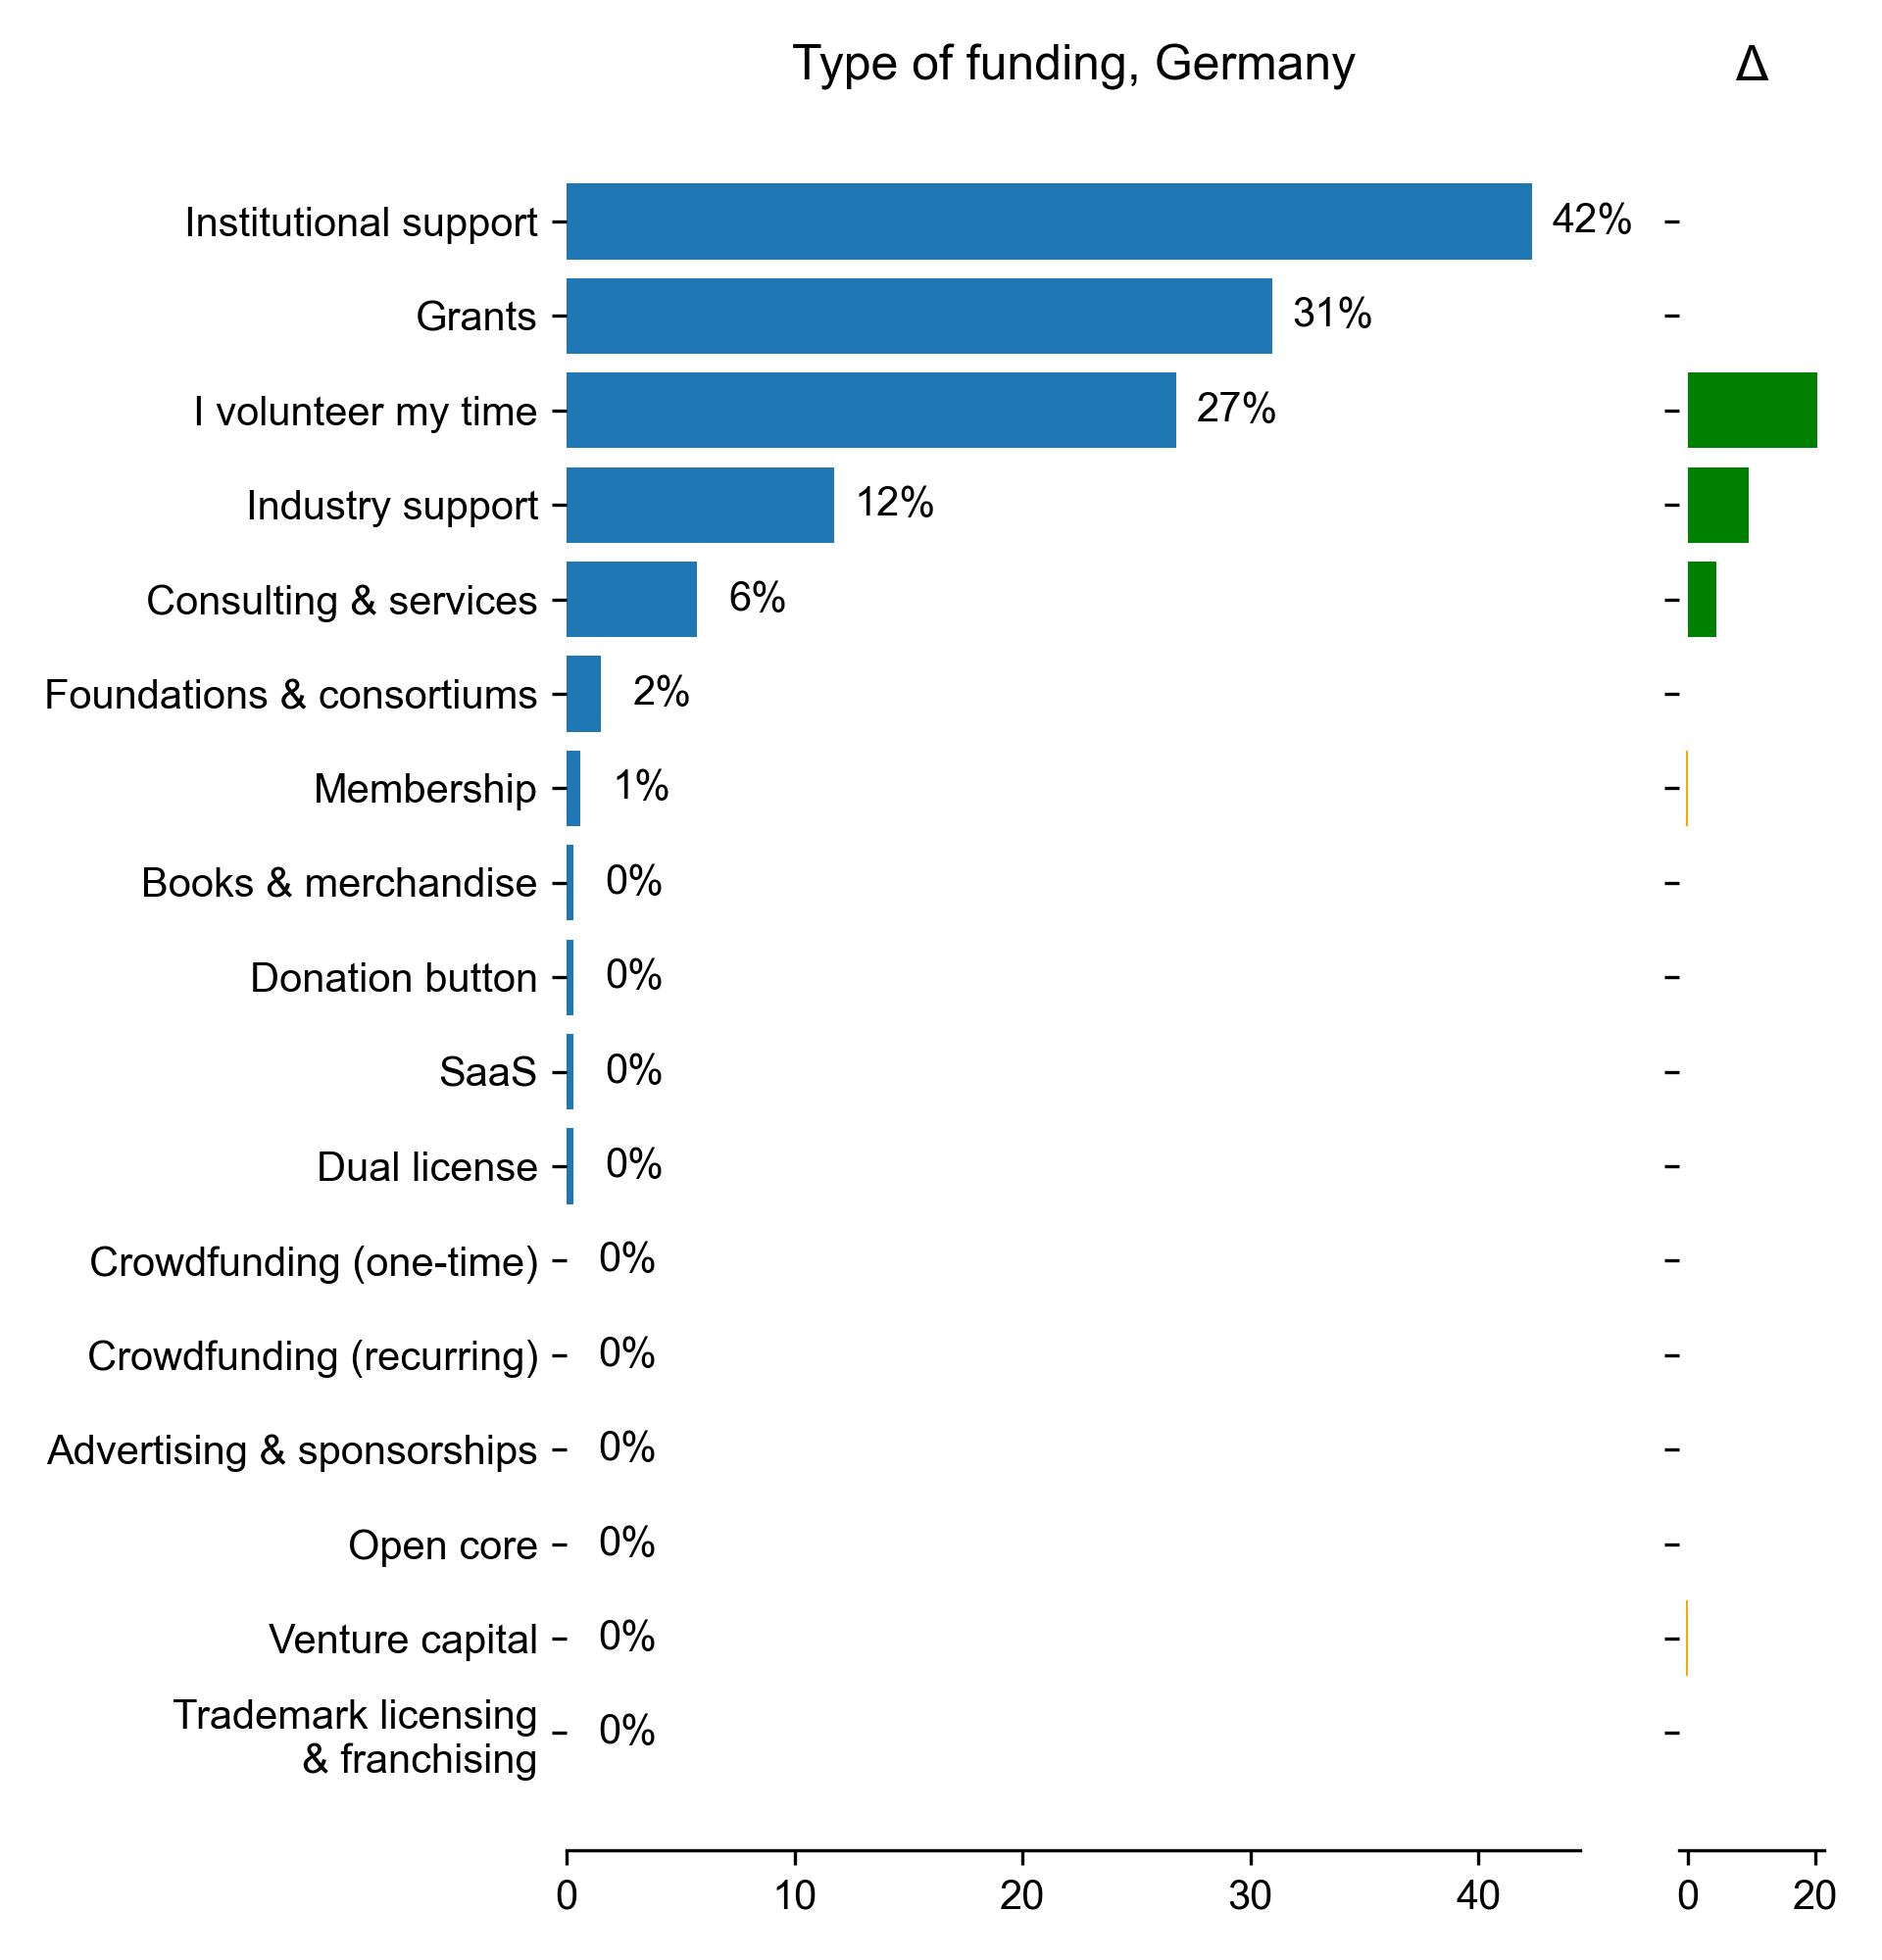 Type of funding, Germany
Δ
Institutional support
42%
Grants
31%
I volunteer my time
27%
Industry support
12%
Consulting & services
6%
Foundations & consortiums
2%
Membership
1%
Books & merchandise
0%
Donation button
0%
SaaS
0%
Dual license
0%
Crowdfunding (one-time)
0%
Crowdfunding (recurring)
0%
Advertising & sponsorships
0%
Open core
0%
Venture capital
0%
Trademark licensing
& franchising
0%
0 10 20 30 40
0 20